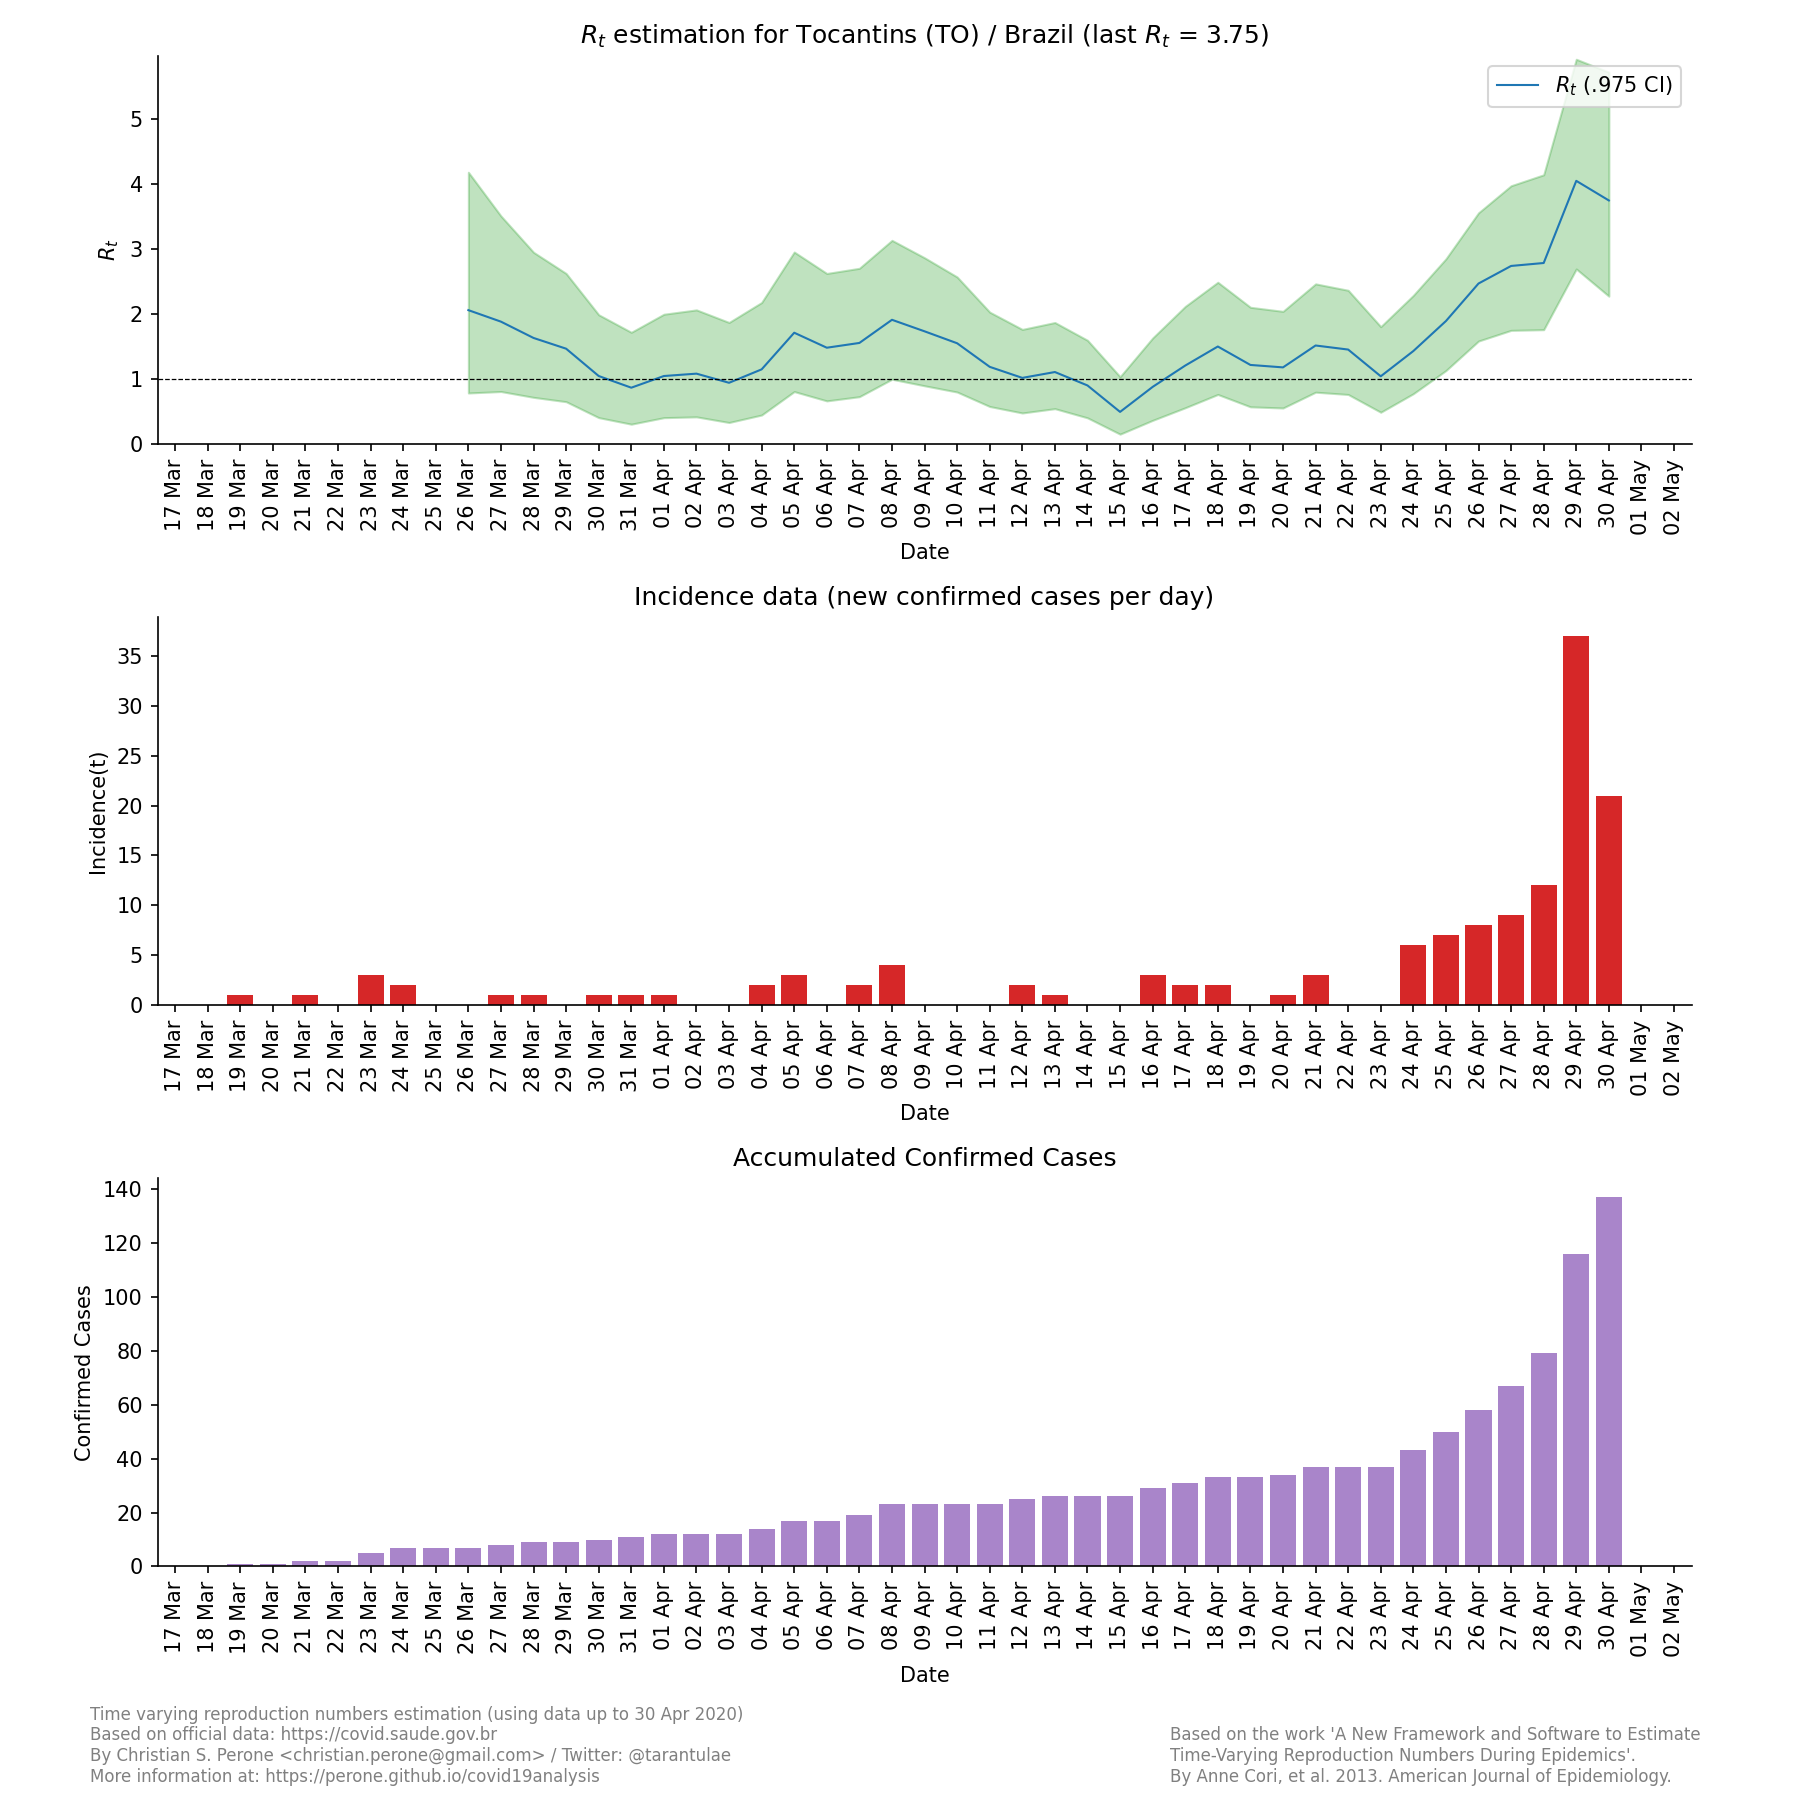 Rt estimation for Tocantins (TO) / Brazil (last Rt = 3.75)
Rt (.975 CI)
Rt
5
4
3
2
1
0
17 Mar 18 Mar 19 Mar 20 Mar 21 Mar 22 Mar 23 Mar 24 Mar 25 Mar 26 Mar 27 Mar 28 Mar 29 Mar 30 Mar 31 Mar 01 Apr 02 Apr 03 Apr 04 Apr 05 Apr 06 Apr 07 Apr 08 Apr 09 Apr 10 Apr 11 Apr 12 Apr 13 Apr 14 Apr 15 Apr 16 Apr 17 Apr 18 Apr 19 Apr 20 Apr 21 Apr 22 Apr 23 Apr 24 Apr 25 Apr 26 Apr 27 Apr 28 Apr 29 Apr 30 Apr 01 May 02 May
Date
Incidence data (new confirmed cases per day)
Incidence(t)
35
30
25
20
15
10
5
0
17 Mar 18 Mar 19 Mar 20 Mar 21 Mar 22 Mar 23 Mar 24 Mar 25 Mar 26 Mar 27 Mar 28 Mar 29 Mar 30 Mar 31 Mar 01 Apr 02 Apr 03 Apr 04 Apr 05 Apr 06 Apr 07 Apr 08 Apr 09 Apr 10 Apr 11 Apr 12 Apr 13 Apr 14 Apr 15 Apr 16 Apr 17 Apr 18 Apr 19 Apr 20 Apr 21 Apr 22 Apr 23 Apr 24 Apr 25 Apr 26 Apr 27 Apr 28 Apr 29 Apr 30 Apr 01 May 02 May
Date
Accumulated Confirmed Cases
Confirmed Cases
140
120
100
80
60
40
20
0
17 Mar 18 Mar 19 Mar 20 Mar 21 Mar 22 Mar 23 Mar 24 Mar 25 Mar 26 Mar 27 Mar 28 Mar 29 Mar 30 Mar 31 Mar 01 Apr 02 Apr 03 Apr 04 Apr 05 Apr 06 Apr 07 Apr 08 Apr 09 Apr 10 Apr 11 Apr 12 Apr 13 Apr 14 Apr 15 Apr 16 Apr 17 Apr 18 Apr 19 Apr 20 Apr 21 Apr 22 Apr 23 Apr 24 Apr 25 Apr 26 Apr 27 Apr 28 Apr 29 Apr 30 Apr 01 May 02 May
Date
Time varying reproduction numbers estimation (using data up to 30 Apr 2020)
Based on official data: https://covid.saude.gov.br
By Christian S. Perone <christian.perone@gmail.com> / Twitter: @tarantulae
More information at: https://perone.github.io/covid19analysis
Based on the work 'A New Framework and Software to Estimate
Time-Varying Reproduction Numbers During Epidemics'.
By Anne Cori, et al. 2013. American Journal of Epidemiology.